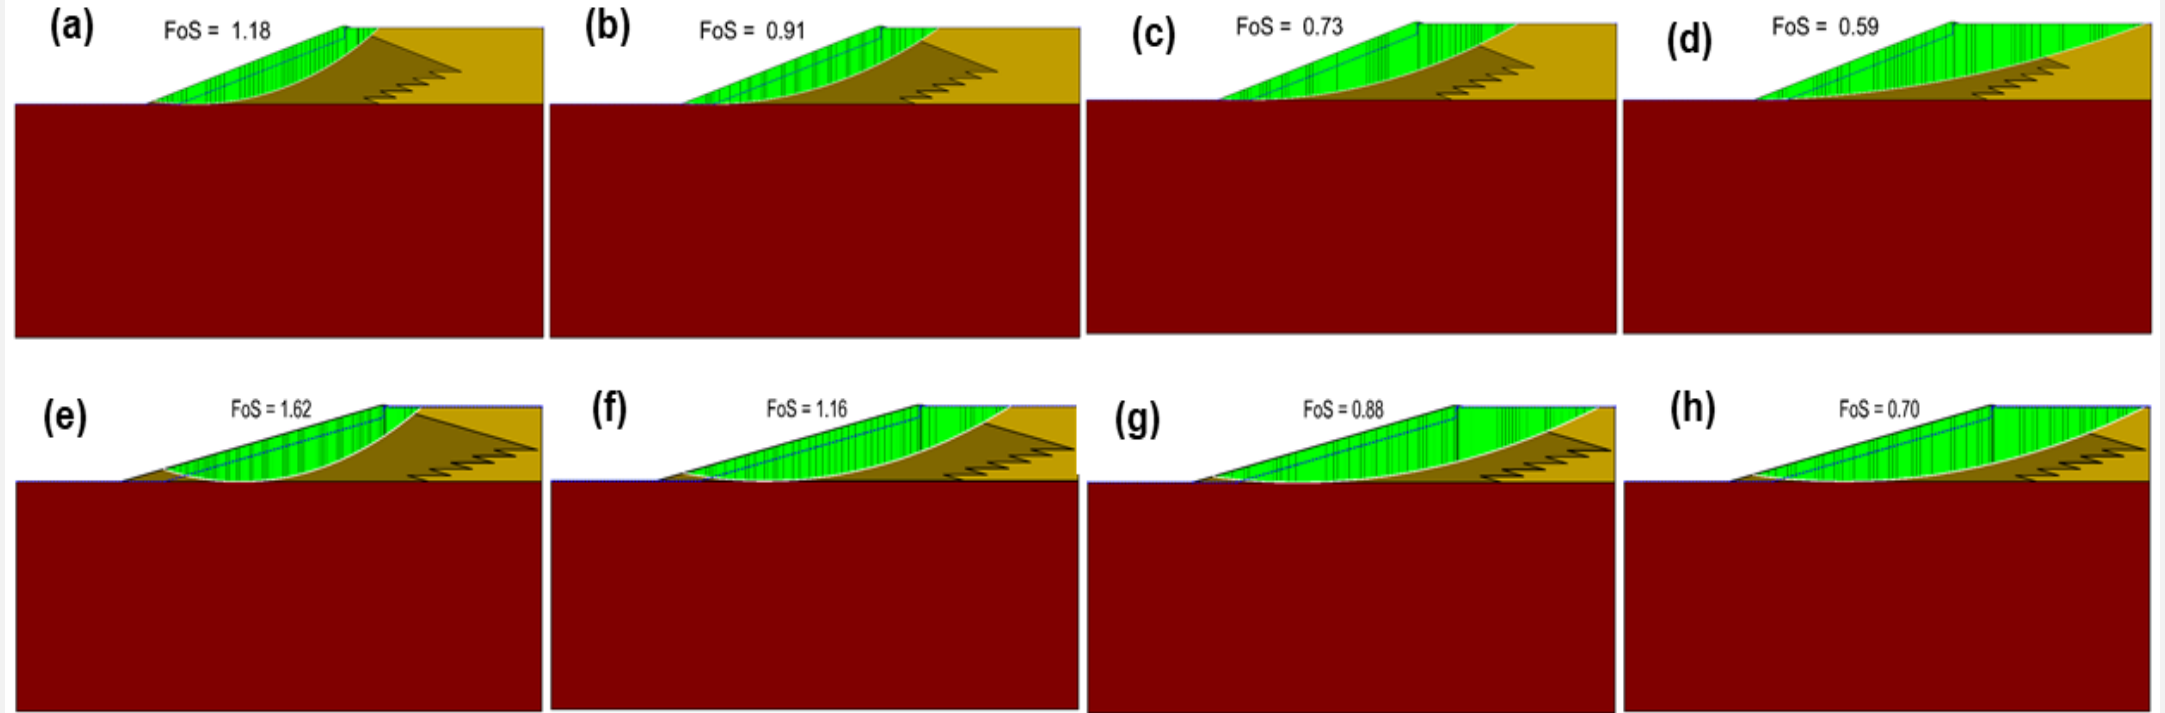 (a) FoS = 1.18
(b) FoS = 0.91
(c) FoS = 0.73
(d) FoS = 0.59
(e) FoS = 1.62
(f) FoS = 1.16
(g) FoS = 0.88
(h) FoS = 0.70